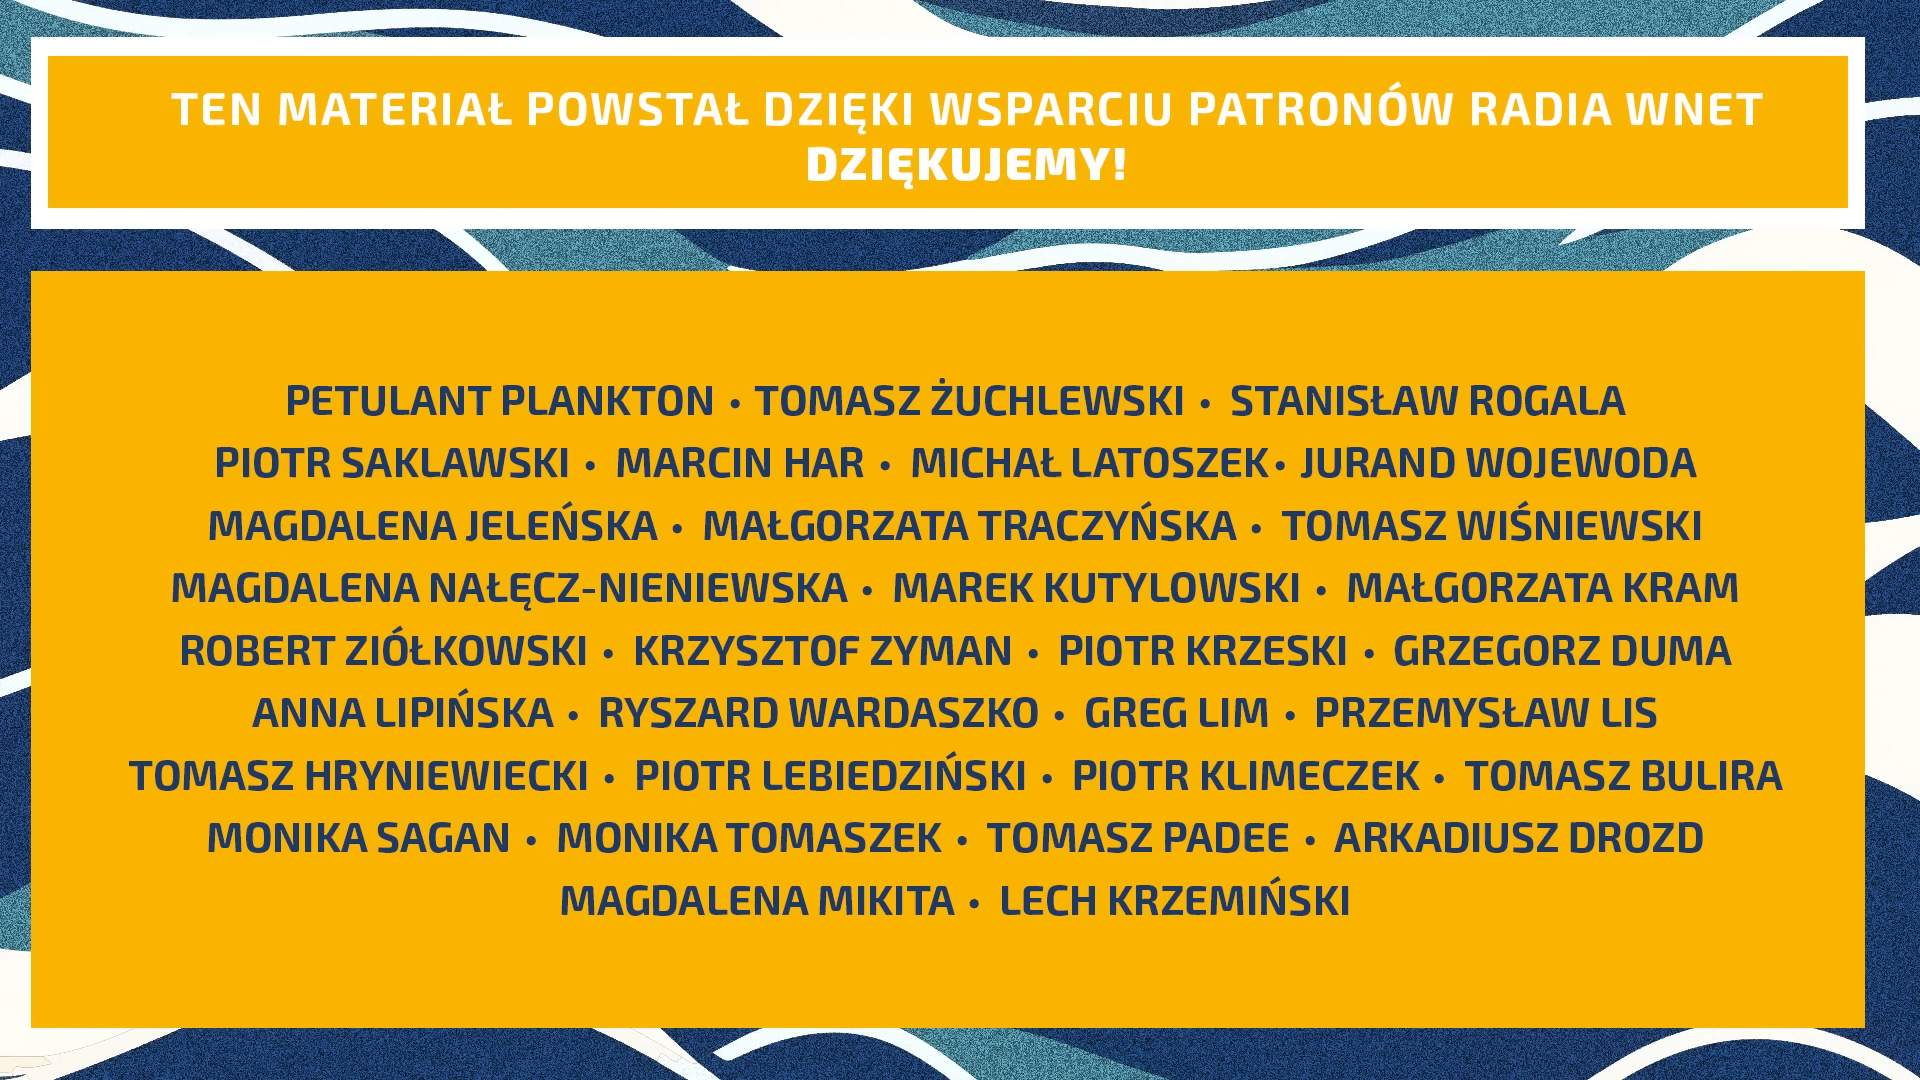 TEN MATERIAŁ POWSTAŁ DZIĘKI WSPARCIU PATRONÓW RADIA WNET
DZIĘKUJEMY!
PETULANT PLANKTON • TOMASZ ŻUCHLEWSKI • STANISŁAW ROGALA
PIOTR SAKLAWSKI • MARCIN HAR • MICHAŁ LATOSZEK• JURAND WOJEWODA
MAGDALENA JELEŃSKA • MAŁGORZATA TRACZYŃSKA • TOMASZ WIŚNIEWSKI
MAGDALENA NAŁĘCZ-NIENIEWSKA • MAREK KUTYLOWSKI • MAŁGORZATA KRAM
ROBERT ZIÓŁKOWSKI • KRZYSZTOF ZYMAN • PIOTR KRZESKI • GRZEGORZ DUMA
ANNA LIPIŃSKA • RYSZARD WARDASZKO • GREG LIM • PRZEMYSŁAW LIS
TOMASZ HRYNIEWIECKI • PIOTR LEBIEDZIŃSKI • PIOTR KLIMECZEK • TOMASZ BULIRA
MONIKA SAGAN • MONIKA TOMASZEK • TOMASZ PADEE • ARKADIUSZ DROZD
MAGDALENA MIKITA • LECH KRZEMIŃSKI